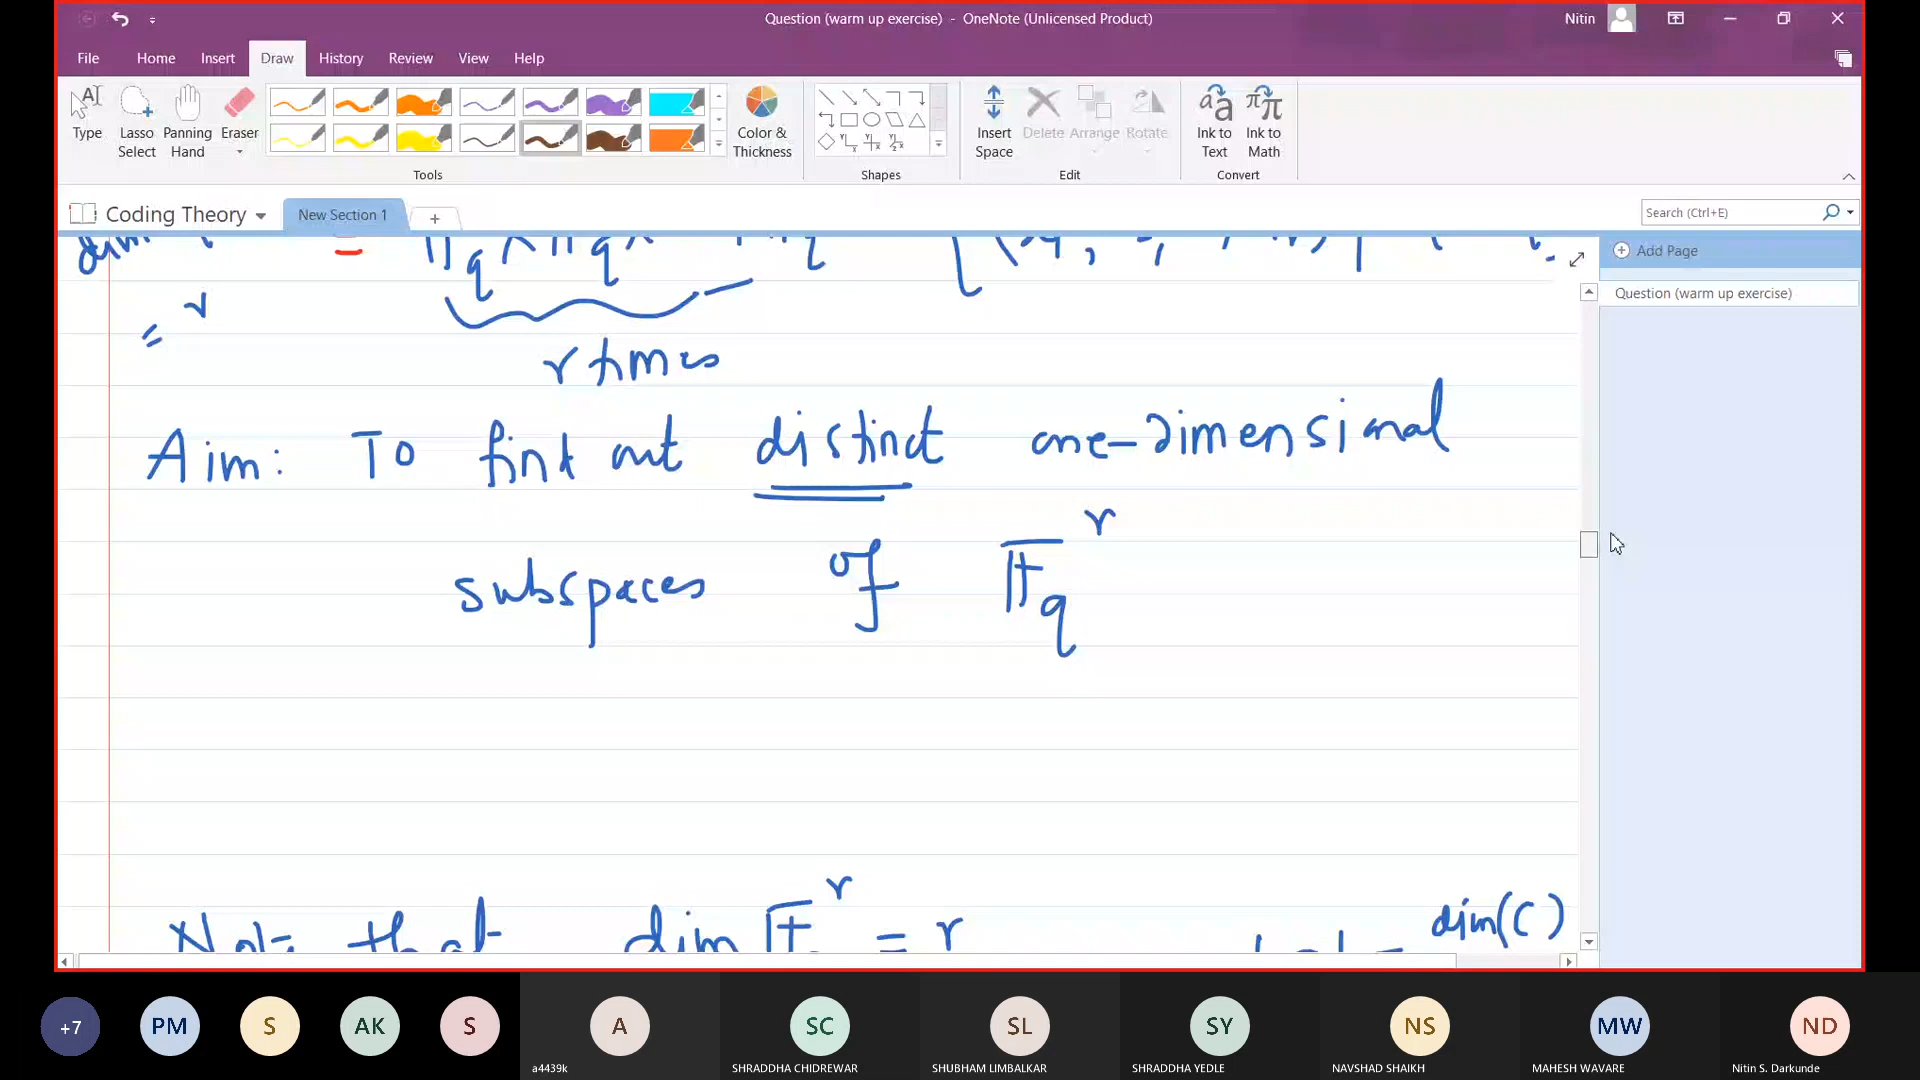 Question (warm up exercise) - OneNote (Unlicensed Product)
Nitin
File Home Insert Draw History Review View Help
Type
Lasso Select
Panning Hand
Eraser
Color & Thickness
Insert Space
Delete
Arrange
Rotate
Ink to Text
Ink to Math
Tools
Shapes
Edit
Convert
Coding Theory
New Section 1
Search (Ctrl+E)
Add Page
Question (warm up exercise)
dim
= r
r times
Aim: To find out distinct one-dimensional
subspaces of 𝔽_q^r
Note that dim 𝔽^r = r
dim(C)
+7
PM
S
AK
S
A
SC
SL
SY
NS
MW
ND
a4439k
SHRADDHA CHIDREWAR
SHUBHAM LIMBALKAR
SHRADDHA YEDLE
NAVSHAD SHAIKH
MAHESH WAVARE
Nitin S. Darkunde